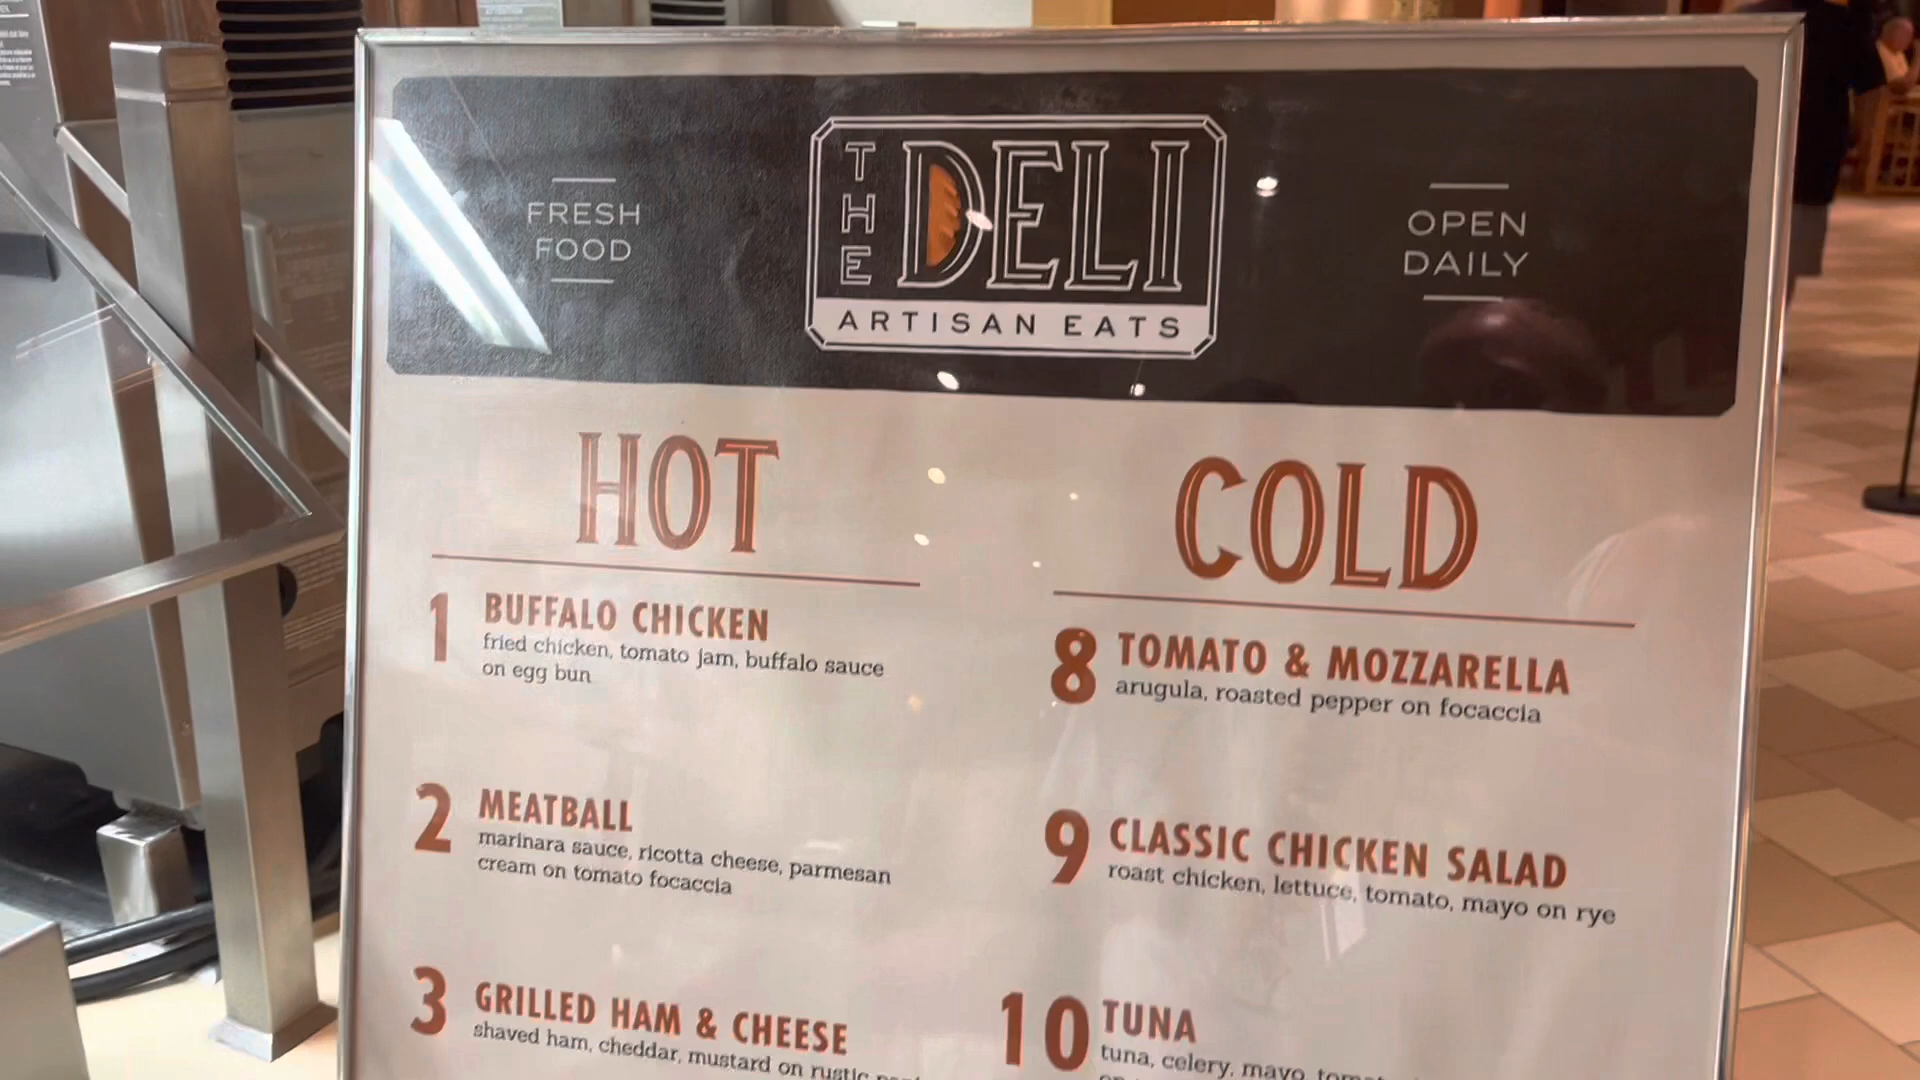 FRESH
FOOD
THE DELI
ARTISAN EATS
OPEN
DAILY
HOT
1 BUFFALO CHICKEN
fried chicken, tomato jam, buffalo sauce
on egg bun
2 MEATBALL
marinara sauce, ricotta cheese, parmesan
cream on tomato focaccia
3 GRILLED HAM & CHEESE
shaved ham, cheddar, mustard on rustic
COLD
8 TOMATO & MOZZARELLA
arugula, roasted pepper on focaccia
9 CLASSIC CHICKEN SALAD
roast chicken, lettuce, tomato, mayo on rye
10 TUNA
tuna, celery, mayo,